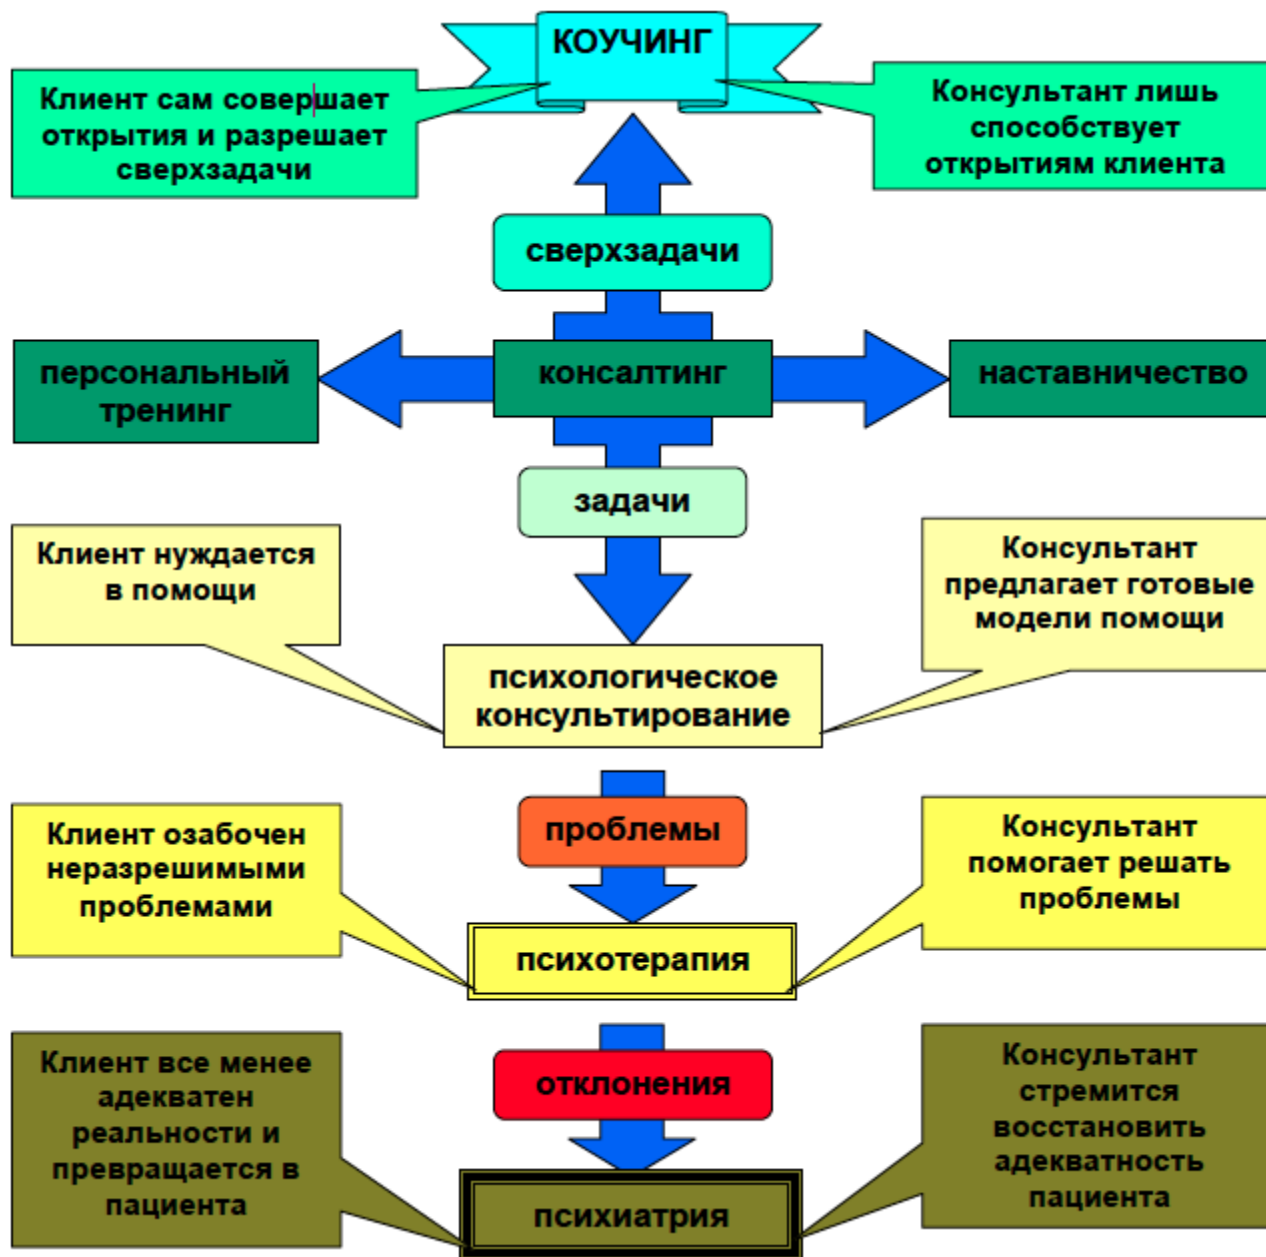 КОУЧИНГ
Клиент сам совершает
открытия и разрешает
сверхзадачи
Консультант лишь
способствует
открытиям клиента
сверхзадачи
персональный
тренинг
консалтинг
наставничество
задачи
Клиент нуждается
в помощи
Консультант
предлагает готовые
модели помощи
психологическое
консультирование
проблемы
Клиент озабочен
неразрешимыми
проблемами
Консультант
помогает решать
проблемы
психотерапия
отклонения
Клиент все менее
адекватен
реальности и
превращается в
пациента
Консультант
стремится
восстановить
адекватность
пациента
психиатрия